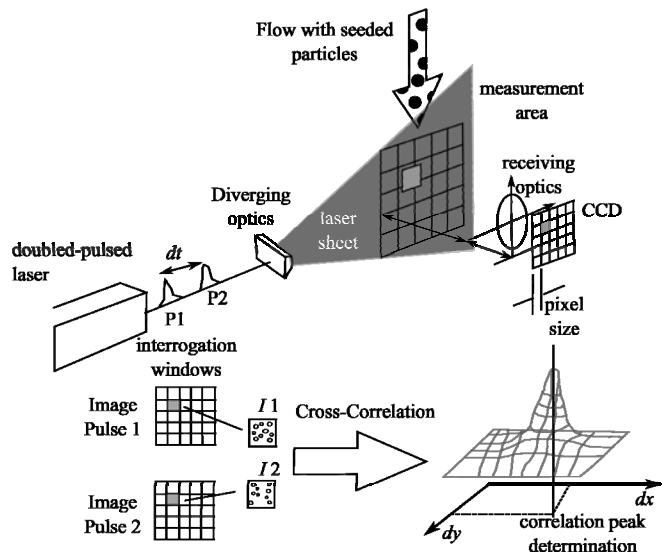 Flow with seeded
particles
measurement
area
receiving
optics
CCD
Diverging
optics
laser
sheet
doubled-pulsed
laser
dt
P1
P2
pixel
size
interrogation
windows
Image
Pulse 1
I 1
Cross-Correlation
Image
Pulse 2
I 2
dx
dy
correlation peak
determination